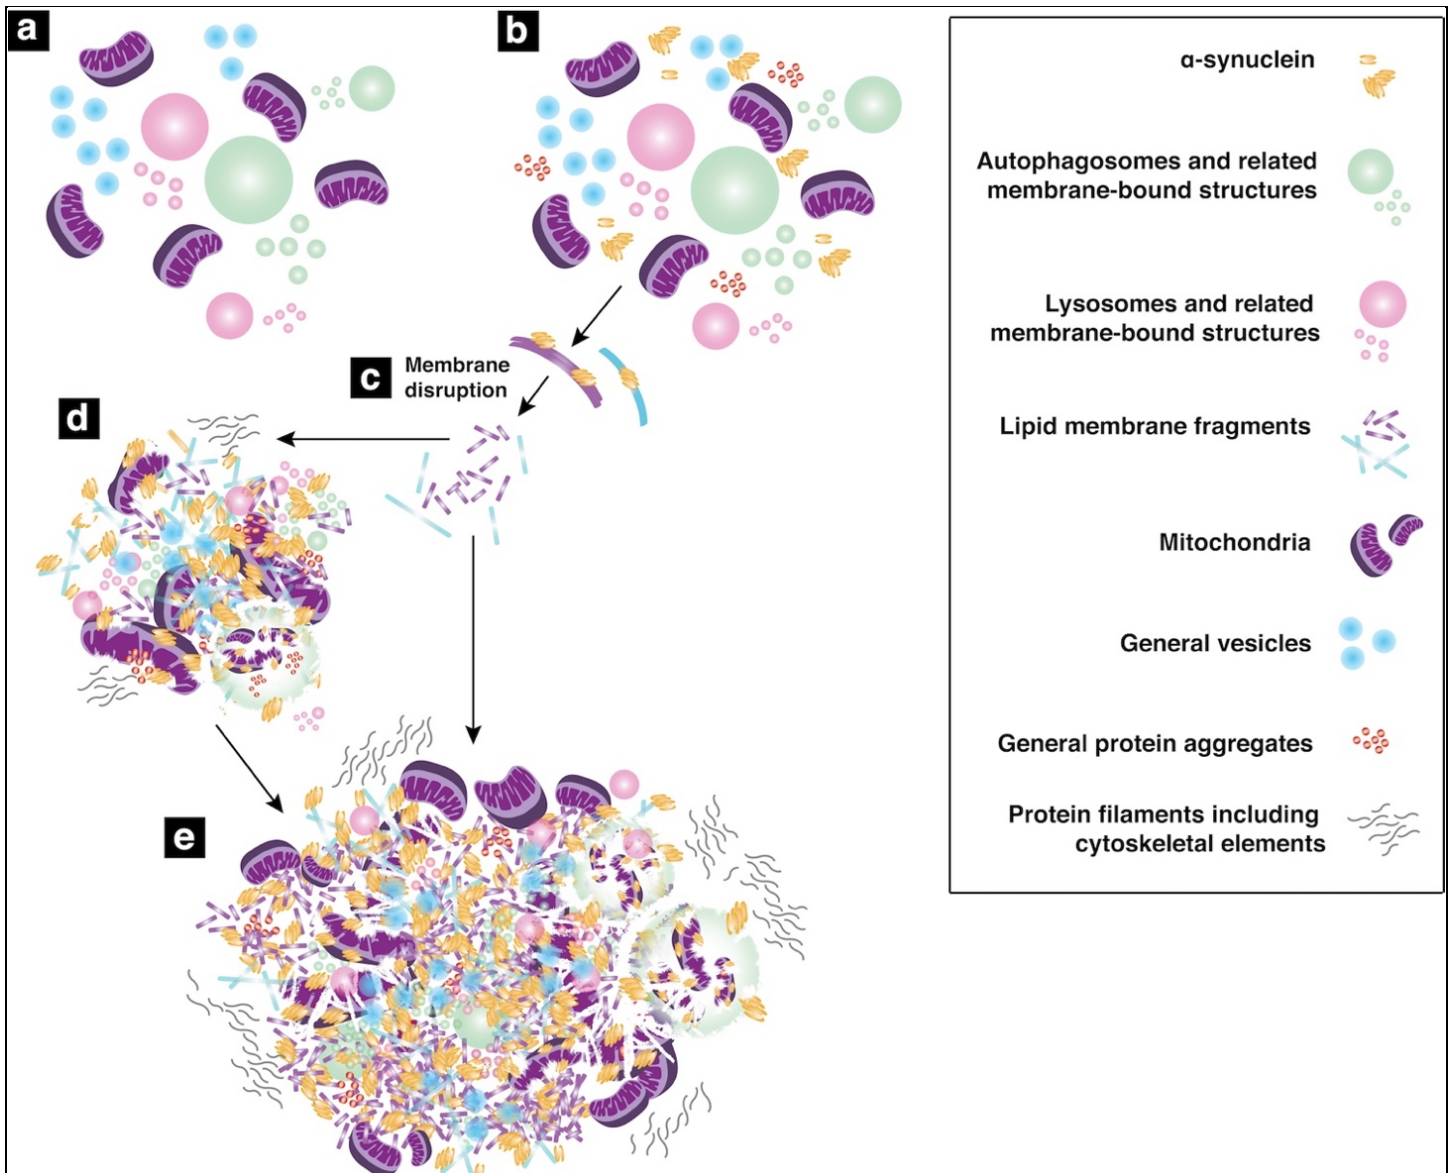 a
b
c
Membrane
disruption
d
e
α-synuclein
Autophagosomes and related
membrane-bound structures
Lysosomes and related
membrane-bound structures
Lipid membrane fragments
Mitochondria
General vesicles
General protein aggregates
Protein filaments including
cytoskeletal elements